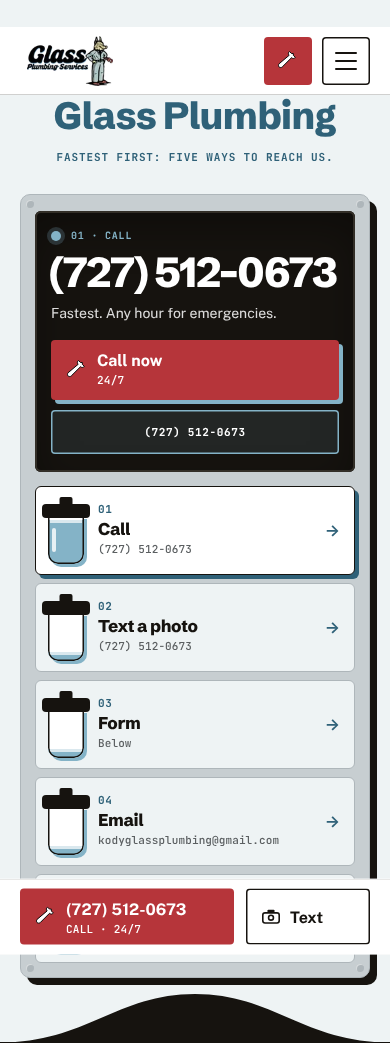 Glass
Plumbing Services
Glass Plumbing
FASTEST FIRST: FIVE WAYS TO REACH US.
01 · CALL
(727) 512-0673
Fastest. Any hour for emergencies.
Call now
24/7
(727) 512-0673
01
Call
(727) 512-0673
02
Text a photo
(727) 512-0673
03
Form
Below
04
Email
kodyglassplumbing@gmail.com
(727) 512-0673
CALL · 24/7
Text